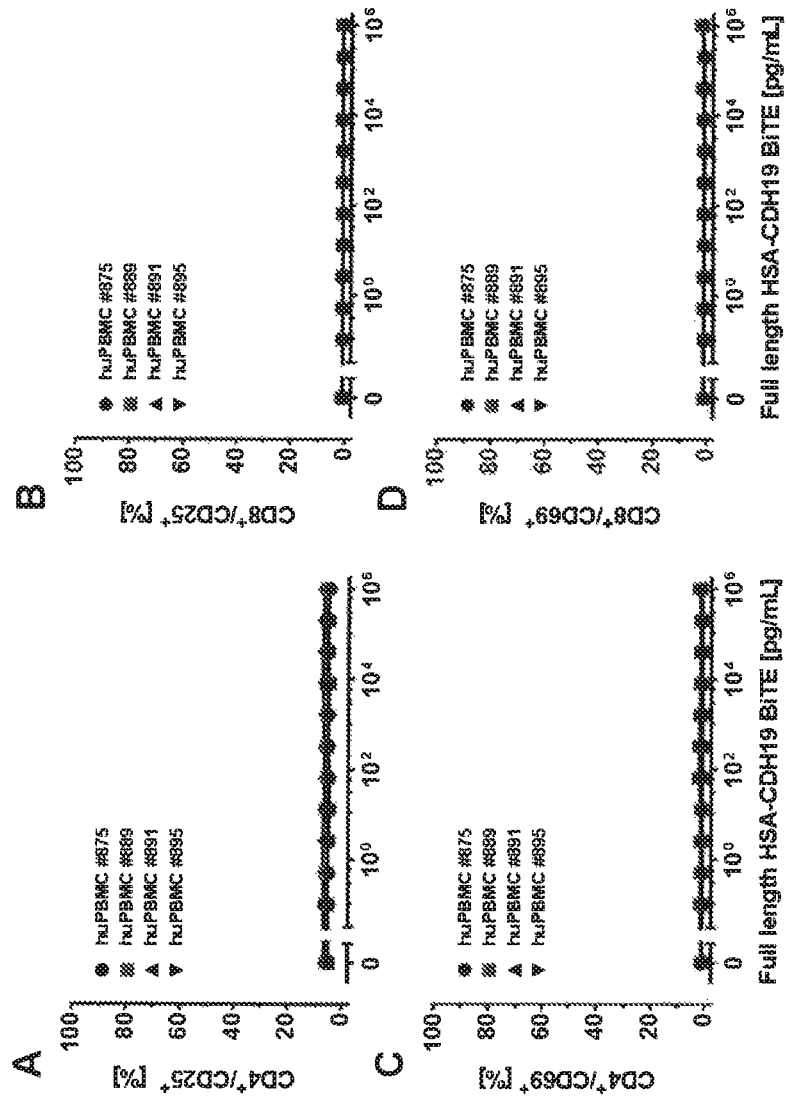 A
100
80
60
40
20
0
CD4⁺/CD25⁺ [%]
huPBMC #875
huPBMC #889
huPBMC #891
huPBMC #895
0
10⁰
10²
10⁴
10⁶
B
100
80
60
40
20
0
CD8⁺/CD25⁺ [%]
huPBMC #875
huPBMC #889
huPBMC #891
huPBMC #895
0
10⁰
10²
10⁴
10⁶
C
100
80
60
40
20
0
CD4⁺/CD69⁺ [%]
huPBMC #875
huPBMC #889
huPBMC #891
huPBMC #895
0
10⁰
10²
10⁴
10⁶
Full length HSA-CDH19 BiTE [pg/mL]
D
100
80
60
40
20
0
CD8⁺/CD69⁺ [%]
huPBMC #875
huPBMC #889
huPBMC #891
huPBMC #895
0
10⁰
10²
10⁴
10⁶
Full length HSA-CDH19 BiTE [pg/mL]